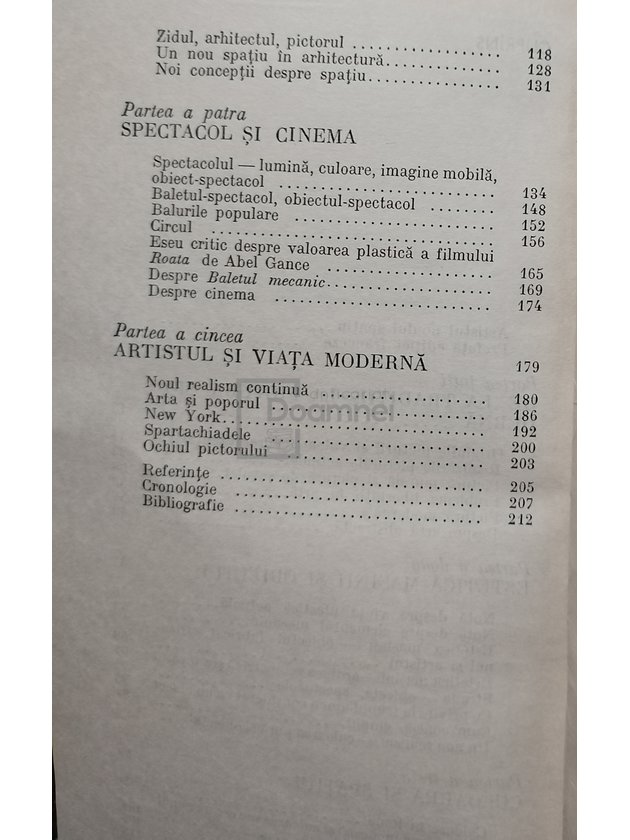 Zidul, arhitectul, pictorul . . . . . . . . . . . . . . . . 118
Un nou spațiu în arhitectură. . . . . . . . . . . . . 128
Noi concepții despre spațiu. . . . . . . . . . . . . . 131
Partea a patra
SPECTACOL ȘI CINEMA
Spectacolul — lumină, culoare, imagine mobilă,
obiect-spectacol . . . . . . . . . . . . . . . . . . . . . . . 134
Baletul-spectacol, obiectul-spectacol . . . . . . . . 148
Balurile populare . . . . . . . . . . . . . . . . . . . . . 152
Circul . . . . . . . . . . . . . . . . . . . . . . . . . . . . . 156
Eseu critic despre valoarea plastică a filmului
Roata de Abel Gance . . . . . . . . . . . . . . . . . . 165
Despre Baletul mecanic. . . . . . . . . . . . . . . . . 169
Despre cinema . . . . . . . . . . . . . . . . . . . . . . . 174
Partea a cincea
ARTISTUL ȘI VIAȚA MODERNĂ 179
Noul realism continuă . . . . . . . . . . . . . . . . . . 180
Arta și poporul . . . . . . . . . . . . . . . . . . . . . . . 186
New York. . . . . . . . . . . . . . . . . . . . . . . . . . . 192
Spartachiadele . . . . . . . . . . . . . . . . . . . . . . . 200
Ochiul pictorului . . . . . . . . . . . . . . . . . . . . . . 203
Referințe . . . . . . . . . . . . . . . . . . . . . . . . . . . 205
Cronologie . . . . . . . . . . . . . . . . . . . . . . . . . . 207
Bibliografie . . . . . . . . . . . . . . . . . . . . . . . . . 212
Doamnei